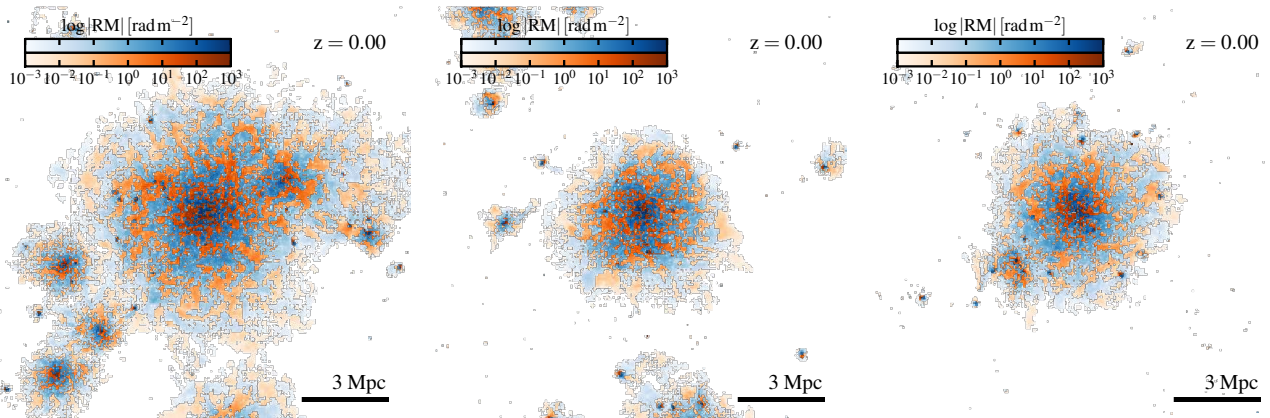 log |RM| [rad m⁻²]
z = 0.00
10⁻³ 10⁻² 10⁻¹ 10⁰ 10¹ 10² 10³
3 Mpc
log |RM| [rad m⁻²]
z = 0.00
10⁻³ 10⁻² 10⁻¹ 10⁰ 10¹ 10² 10³
3 Mpc
log |RM| [rad m⁻²]
z = 0.00
10⁻³ 10⁻² 10⁻¹ 10⁰ 10¹ 10² 10³
3 Mpc